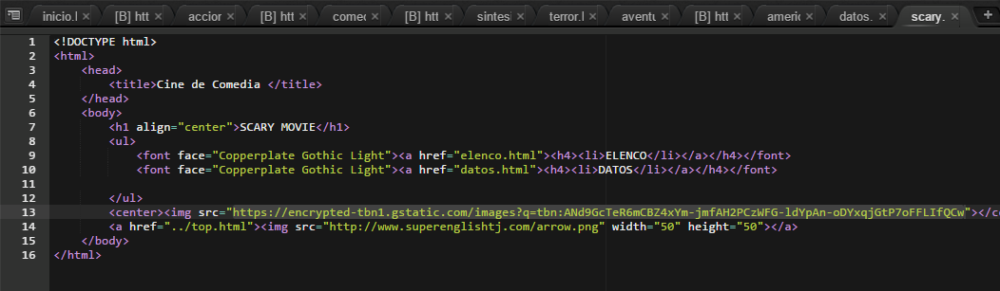 inicio.l [B] htt accior [B] htt comec [B] htt sintesi terror.l aventu [B] htt americ datos. scary.
1 <!DOCTYPE html>
2 <html>
3 <head>
4 <title>Cine de Comedia </title>
5 </head>
6 <body>
7 <h1 align="center">SCARY MOVIE</h1>
8 <ul>
9 <font face="Copperplate Gothic Light"><a href="elenco.html"><h4><li>ELENCO</li></a></h4></font>
10 <font face="Copperplate Gothic Light"><a href="datos.html"><h4><li>DATOS</li></a></h4></font>
11
12 </ul>
13 <center><img src="https://encrypted-tbn1.gstatic.com/images?q=tbn:ANd9GcTeR6mCBZ4xYm-jmfAH2PCzWFG-ldYpAn-oDYxqjGtP7oFFLIfQCw"></ce
14 <a href="../top.html"><img src="http://www.superenglishtj.com/arrow.png" width="50" height="50"></a>
15 </body>
16 </html>